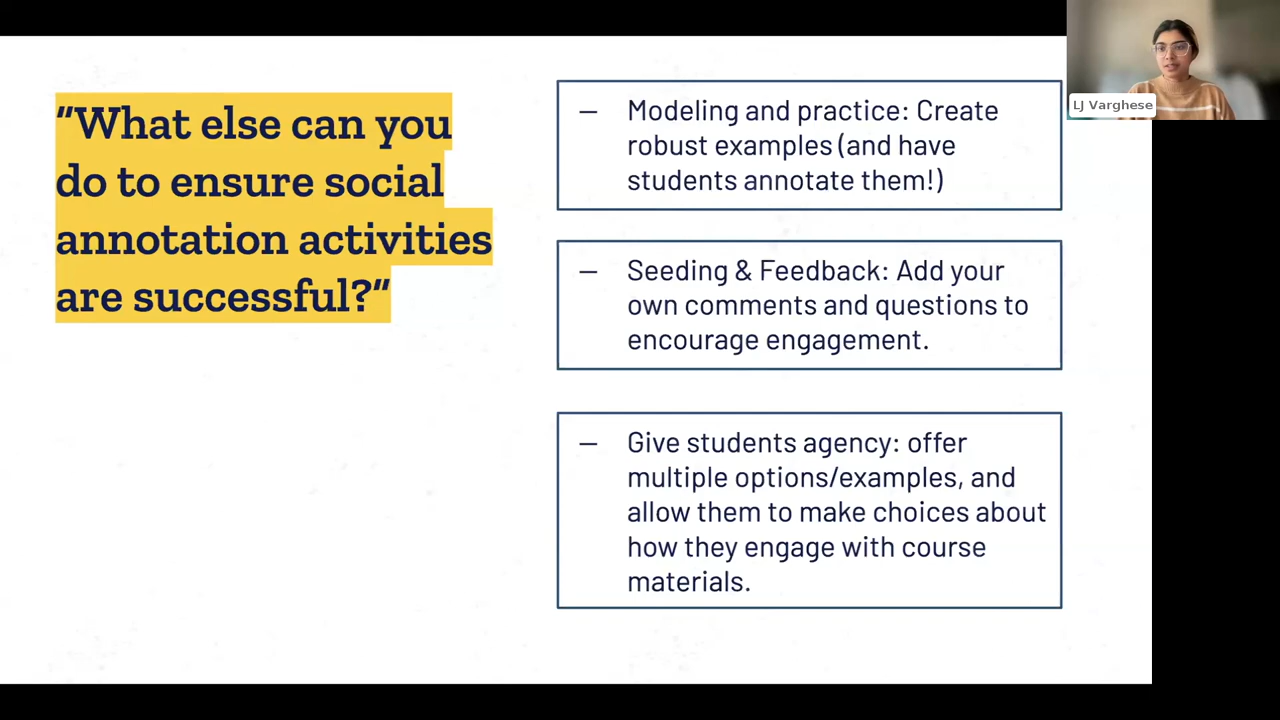 “What else can you
do to ensure social
annotation activities
are successful?”
– Modeling and practice: Create
robust examples (and have
students annotate them!)
– Seeding & Feedback: Add your
own comments and questions to
encourage engagement.
– Give students agency: offer
multiple options/examples, and
allow them to make choices about
how they engage with course
materials.
LJ Varghese